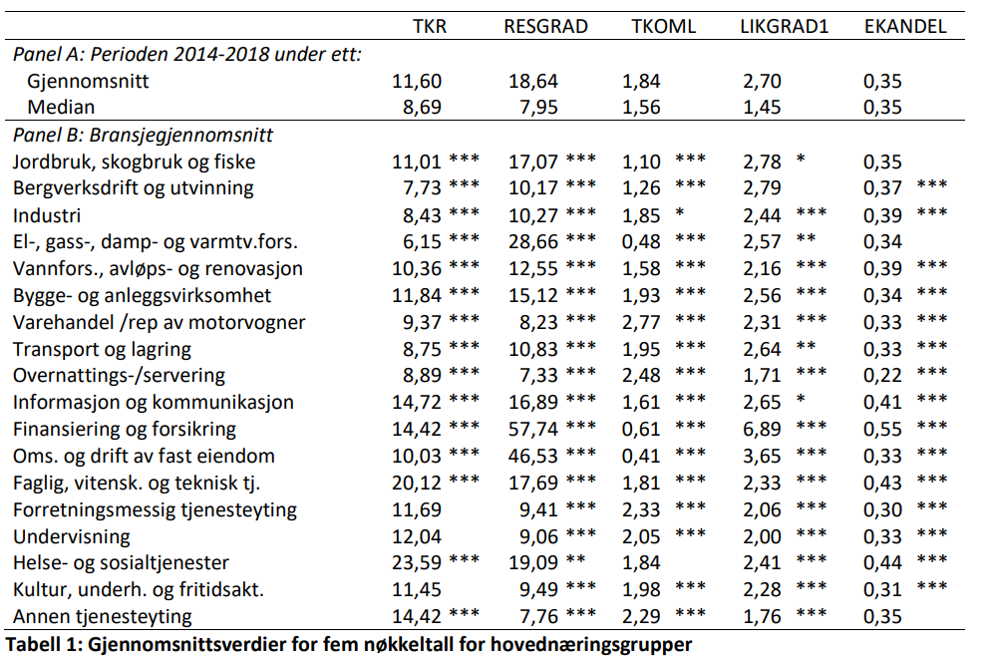 TKR RESGRAD TKOML LIKGRAD1 EKANDEL
Panel A: Perioden 2014-2018 under ett:
Gjennomsnitt 11,60 18,64 1,84 2,70 0,35
Median 8,69 7,95 1,56 1,45 0,35
Panel B: Bransjegjennomsnitt
Jordbruk, skogbruk og fiske 11,01 *** 17,07 *** 1,10 *** 2,78 * 0,35
Bergverksdrift og utvinning 7,73 *** 10,17 *** 1,26 *** 2,79 0,37 ***
Industri 8,43 *** 10,27 *** 1,85 * 2,44 *** 0,39 ***
El-, gass-, damp- og varmtv.fors. 6,15 *** 28,66 *** 0,48 *** 2,57 ** 0,34
Vannfors., avløps- og renovasjon 10,36 *** 12,55 *** 1,58 *** 2,16 *** 0,39 ***
Bygge- og anleggsvirksomhet 11,84 *** 15,12 *** 1,93 *** 2,56 *** 0,34 ***
Varehandel /rep av motorvogner 9,37 *** 8,23 *** 2,77 *** 2,31 *** 0,33 ***
Transport og lagring 8,75 *** 10,83 *** 1,95 *** 2,64 ** 0,33 ***
Overnattings-/servering 8,89 *** 7,33 *** 2,48 *** 1,71 *** 0,22 ***
Informasjon og kommunikasjon 14,72 *** 16,89 *** 1,61 *** 2,65 * 0,41 ***
Finansiering og forsikring 14,42 *** 57,74 *** 0,61 *** 6,89 *** 0,55 ***
Oms. og drift av fast eiendom 10,03 *** 46,53 *** 0,41 *** 3,65 *** 0,33 ***
Faglig, vitensk. og teknisk tj. 20,12 *** 17,69 *** 1,81 *** 2,33 *** 0,43 ***
Forretningsmessig tjenesteyting 11,69 9,41 *** 2,33 *** 2,06 *** 0,30 ***
Undervisning 12,04 9,06 *** 2,05 *** 2,00 *** 0,33 ***
Helse- og sosialtjenester 23,59 *** 19,09 ** 1,84 2,41 *** 0,44 ***
Kultur, underh. og fritidsakt. 11,45 9,49 *** 1,98 *** 2,28 *** 0,31 ***
Annen tjenesteyting 14,42 *** 7,76 *** 2,29 *** 1,76 *** 0,35
Tabell 1: Gjennomsnittsverdier for fem nøkkeltall for hovednæringsgrupper